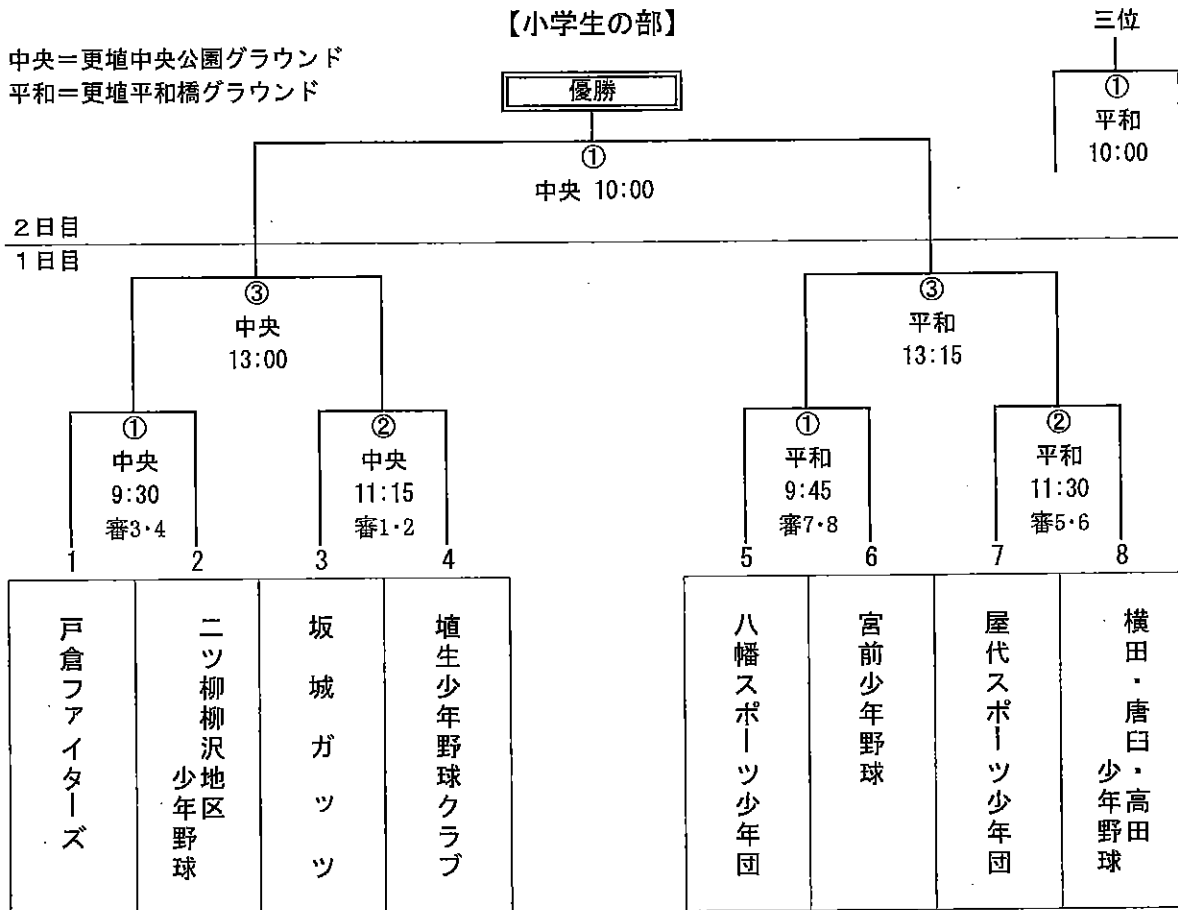 【小学生の部】
三位
中央＝更埴中央公園グラウンド
平和＝更埴平和橋グラウンド
優勝
①
平和
10:00
①
中央 10:00
2日目
1日目
③
中央
13:00
③
平和
13:15
①
中央
9:30
審3・4
②
中央
11:15
審1・2
①
平和
9:45
審7・8
②
平和
11:30
審5・6
1
2
3
4
5
6
7
8
戸倉ファイターズ
二ツ柳柳沢地区
少年野球
坂城ガッツ
埴生少年野球クラブ
八幡スポーツ少年団
宮前少年野球
屋代スポーツ少年団
横田・唐臼・高田
少年野球